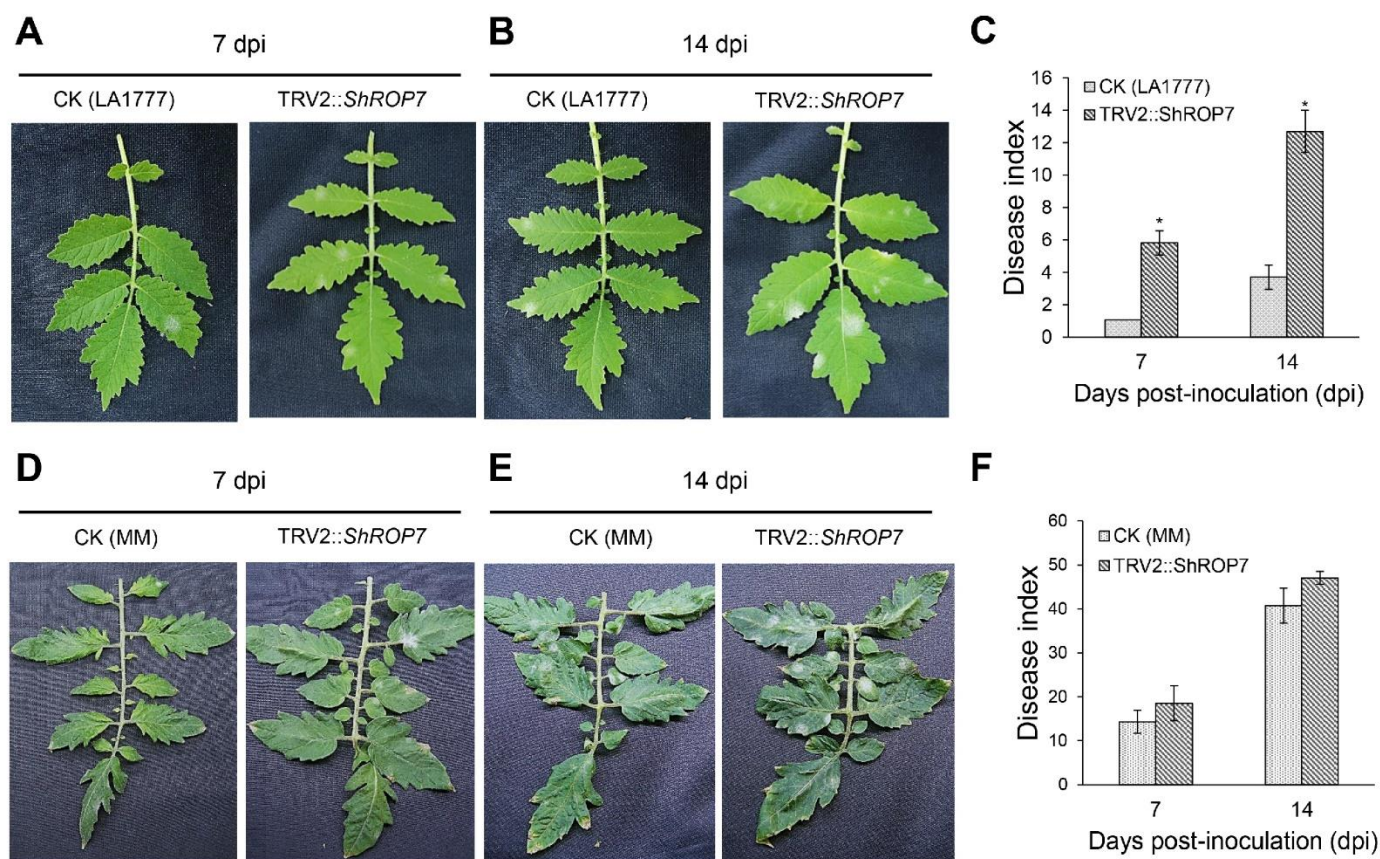 A
7 dpi
CK (LA1777)
TRV2::ShROP7
B
14 dpi
CK (LA1777)
TRV2::ShROP7
C
16
14
12
10
8
6
4
2
0
Disease index
CK (LA1777)
TRV2::ShROP7
*
*
7
14
Days post-inoculation (dpi)
D
7 dpi
CK (MM)
TRV2::ShROP7
E
14 dpi
CK (MM)
TRV2::ShROP7
F
60
50
40
30
20
10
0
Disease index
CK (MM)
TRV2::ShROP7
7
14
Days post-inoculation (dpi)